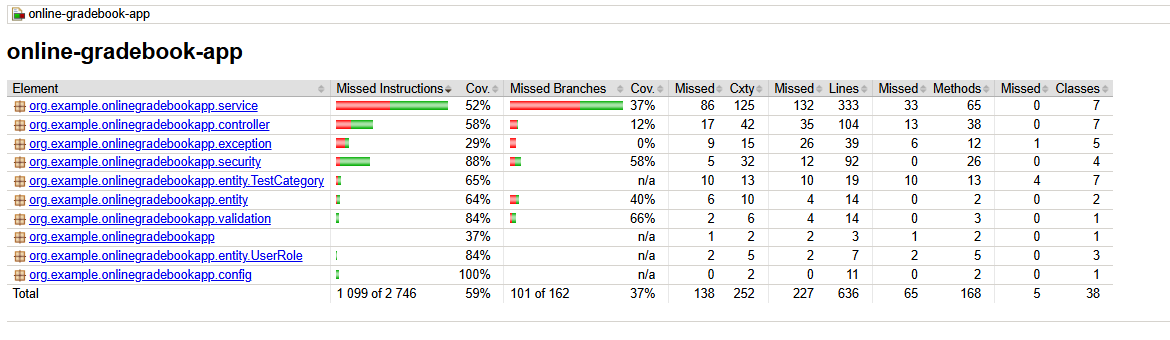 online-gradebook-app
online-gradebook-app
Element Missed Instructions Cov. Missed Branches Cov. Missed Cxty Missed Lines Missed Methods Missed Classes
org.example.onlinegradebookapp.service 52% 37% 86 125 132 333 33 65 0 7
org.example.onlinegradebookapp.controller 58% 12% 17 42 35 104 13 38 0 7
org.example.onlinegradebookapp.exception 29% 0% 9 15 26 39 6 12 1 5
org.example.onlinegradebookapp.security 88% 58% 5 32 12 92 0 26 0 4
org.example.onlinegradebookapp.entity.TestCategory 65% n/a 10 13 10 19 10 13 4 7
org.example.onlinegradebookapp.entity 64% 40% 6 10 4 14 0 2 0 2
org.example.onlinegradebookapp.validation 84% 66% 2 6 4 14 0 3 0 1
org.example.onlinegradebookapp 37% n/a 1 2 2 3 1 2 0 1
org.example.onlinegradebookapp.entity.UserRole 84% n/a 2 5 2 7 2 5 0 3
org.example.onlinegradebookapp.config 100% n/a 0 2 0 11 0 2 0 1
Total 1 099 of 2 746 59% 101 of 162 37% 138 252 227 636 65 168 5 38